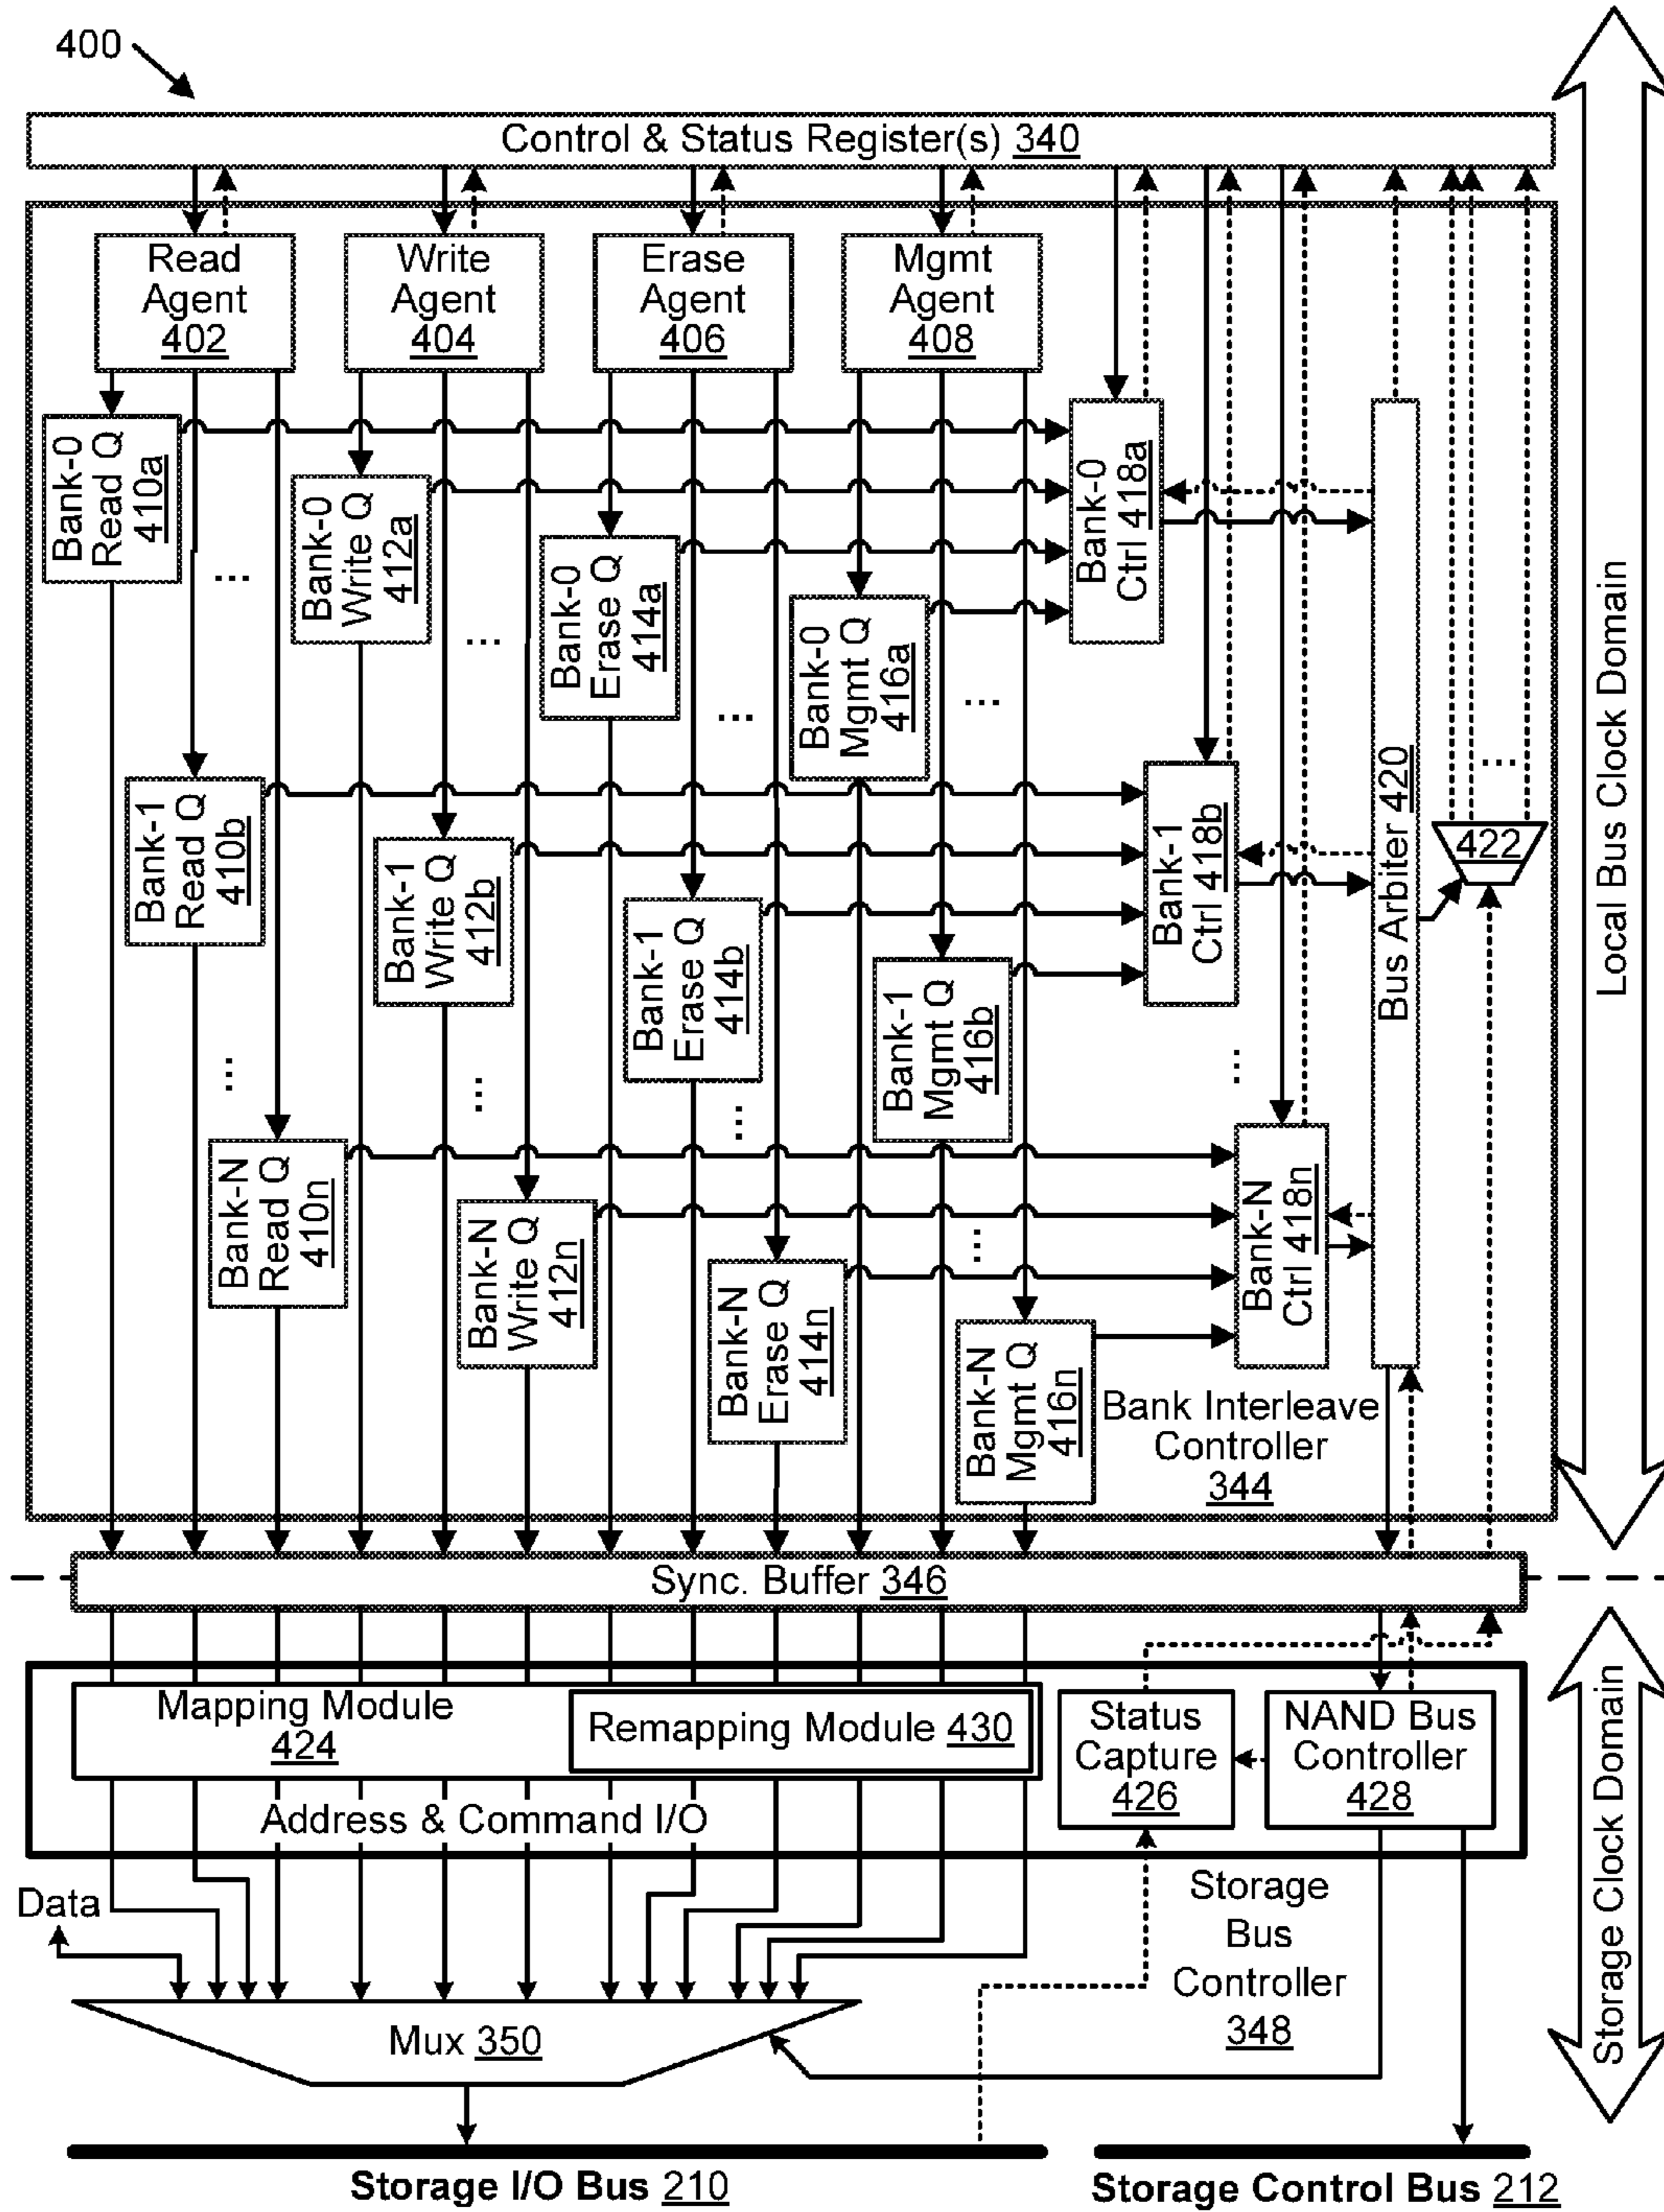 400
Control & Status Register(s) 340
Read
Agent
402
Write
Agent
404
Erase
Agent
406
Mgmt
Agent
408
Bank-0
Read Q
410a
Bank-0
Write Q
412a
Bank-0
Erase Q
414a
Bank-0
Mgmt Q
416a
Bank-0
Ctrl 418a
...
...
...
...
Bank-1
Read Q
410b
Bank-1
Write Q
412b
Bank-1
Erase Q
414b
Bank-1
Mgmt Q
416b
Bank-1
Ctrl 418b
Bus Arbiter 420
...
422
Local Bus Clock Domain
...
...
...
...
...
Bank-N
Read Q
410n
Bank-N
Write Q
412n
Bank-N
Erase Q
414n
Bank-N
Mgmt Q
416n
Bank-N
Ctrl 418n
Bank Interleave
Controller
344
Sync. Buffer 346
Mapping Module
424
Remapping Module 430
Status
Capture
426
NAND Bus
Controller
428
Address & Command I/O
Storage Clock Domain
Data
Storage
Bus
Controller
348
Mux 350
Storage I/O Bus 210
Storage Control Bus 212